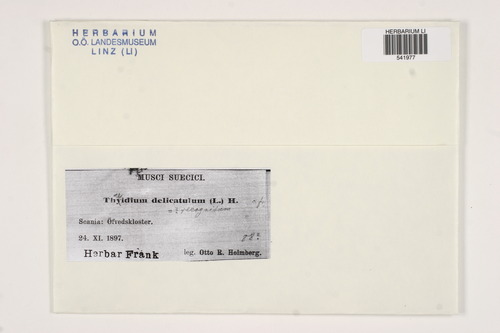 HERBARIUM
O.Ö. LANDESMUSEUM
LINZ (LI)
HERBARIUM LI
541977
MUSCI SUECICI.
Thyidium delicatulum (L.) H.
Scania: Öfvedskloster.
24. XI. 1897.
Herbar Frank
leg. Otto R. Holmberg.